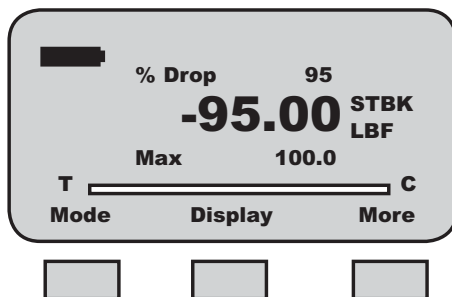 % Drop 95
-95.00 STBK
LBF
Max 100.0
T C
Mode Display More